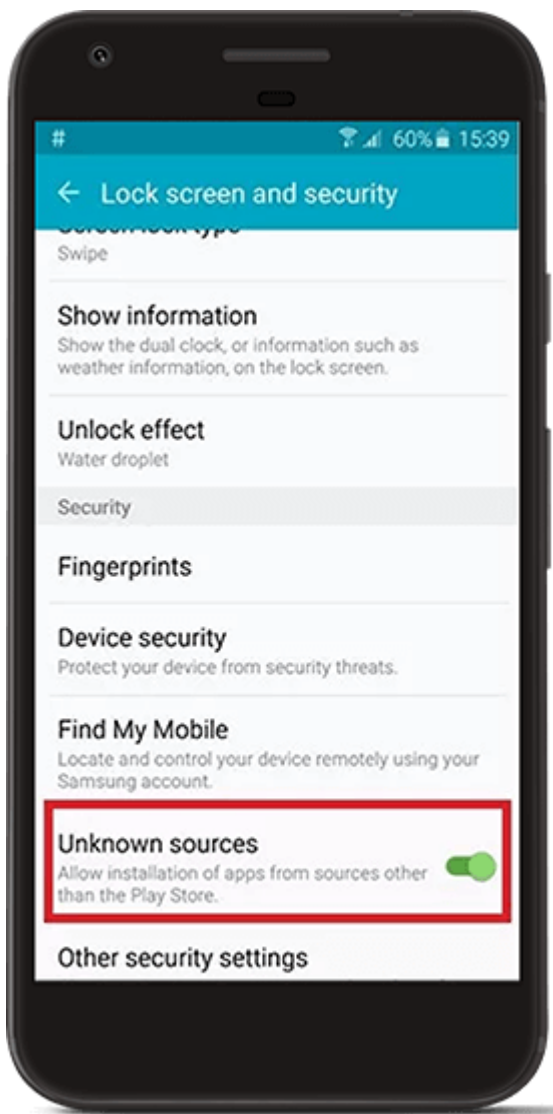 #
60% 15:39
← Lock screen and security
Screen lock type
Swipe
Show information
Show the dual clock, or information such as
weather information, on the lock screen.
Unlock effect
Water droplet
Security
Fingerprints
Device security
Protect your device from security threats.
Find My Mobile
Locate and control your device remotely using your
Samsung account.
Unknown sources
Allow installation of apps from sources other
than the Play Store.
Other security settings